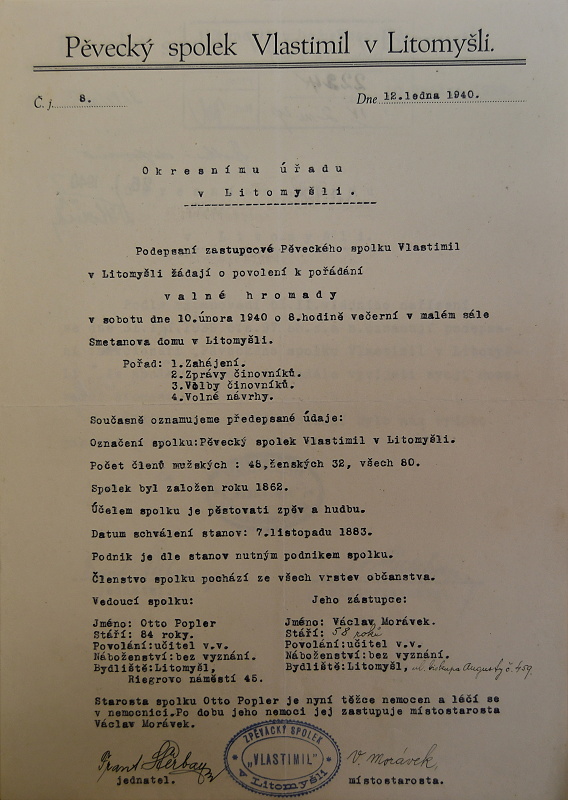 Pěvecký spolek Vlastimil v Litomyšli.
Č. j. 8. Dne 12.ledna 1940.
Okresnímu úřadu
v Litomyšli.
Podepsaní zastupcové Pěveckého spolku Vlastimil
v Litomyšli žádají o povolení k pořádání
valné hromady
v sobotu dne 10.února 1940 o 8.hodině večerní v malém sále
Smetanova domu v Litomyšli.
Pořad: 1.Zahájení.
2.Zprávy činovníků.
3.Volby činovníků.
4.Volné návrhy.
Současně oznamujeme předepsané údaje:
Označení spolku:Pěvecký spolek Vlastimil v Litomyšli.
Počet členů mužských : 48,ženských 32, všech 80.
Spolek byl založen roku 1862.
Účelem spolku je pěstovati zpěv a hudbu.
Datum schválení stanov: 7.listopadu 1883.
Podnik je dle stanov nutným podnikem spolku.
Členstvo spolku pochází ze všech vrstev občanstva.
Vedoucí spolku: Jeho zástupce:
Jméno: Otto Popler Jméno: Václav Morávek.
Stáří: 84 roky. Stáří: 58 roků
Povolání:učitel v.v. Povolání:učitel v.v.
Náboženství:bez vyznání. Náboženství:bez vyznání.
Bydliště:Litomyšl, Bydliště:Litomyšl, ul. biskupa Augusty č.
Riegrovo náměstí 45.
Starosta spolku Otto Popler je nyní těžce nemocen a léčí se
v nemocnici.Po dobu jeho nemoci jej zastupuje místostarosta
Václav Morávek.
ZPĚVÁCKÝ SPOLEK
„VLASTIMIL"
v Litomyšli
V. Morávek
jednatel. místostarosta.